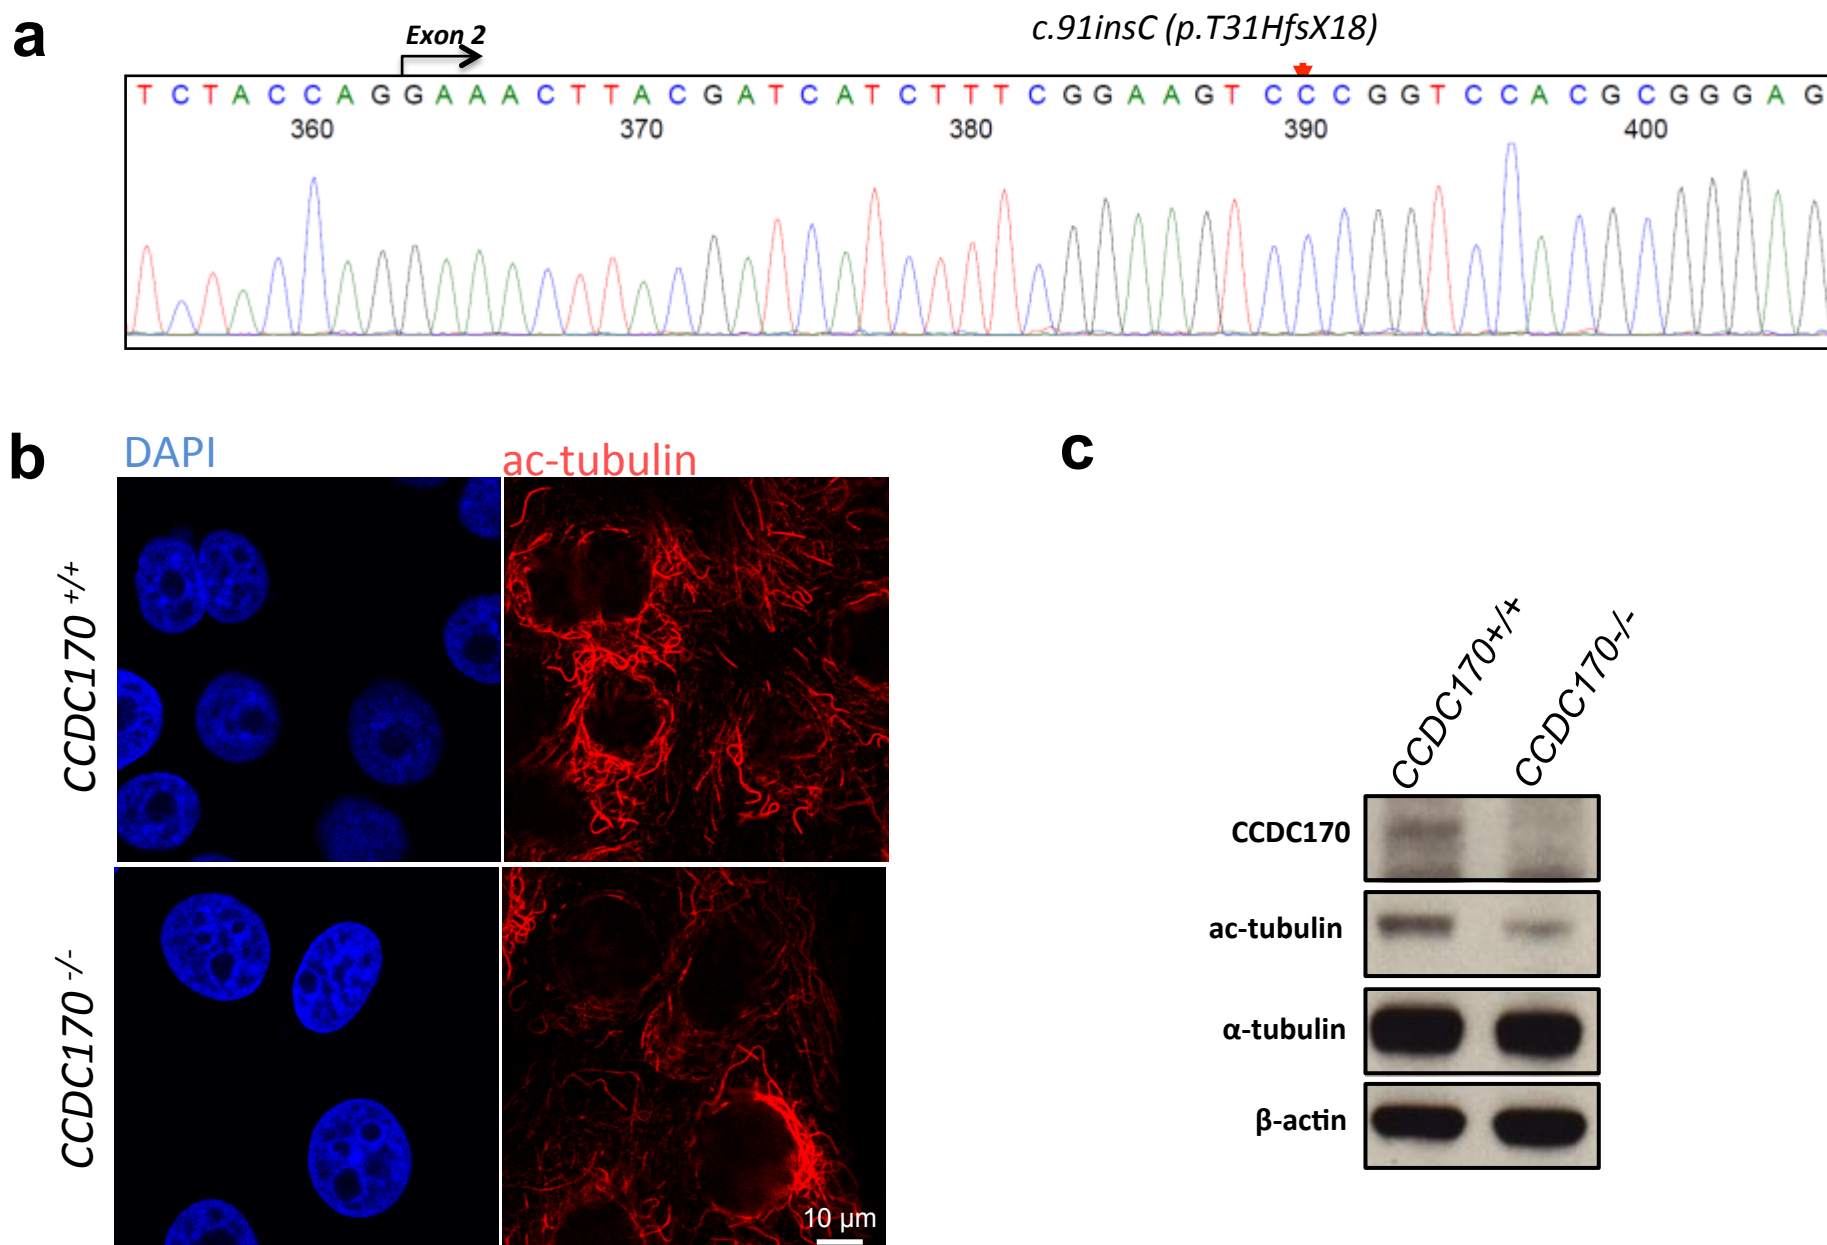 a
Exon 2
c.91insC (p.T31HfsX18)
T C T A C C A G G A A A C T T A C G A T C A T C T T T C G G A A G T C C C G G T C C A C G C G G G A G
360 370 380 390 400
b
DAPI
ac-tubulin
CCDC170 +/+
CCDC170 -/-
10 µm
c
CCDC170+/+
CCDC170-/-
CCDC170
ac-tubulin
α-tubulin
β-actin